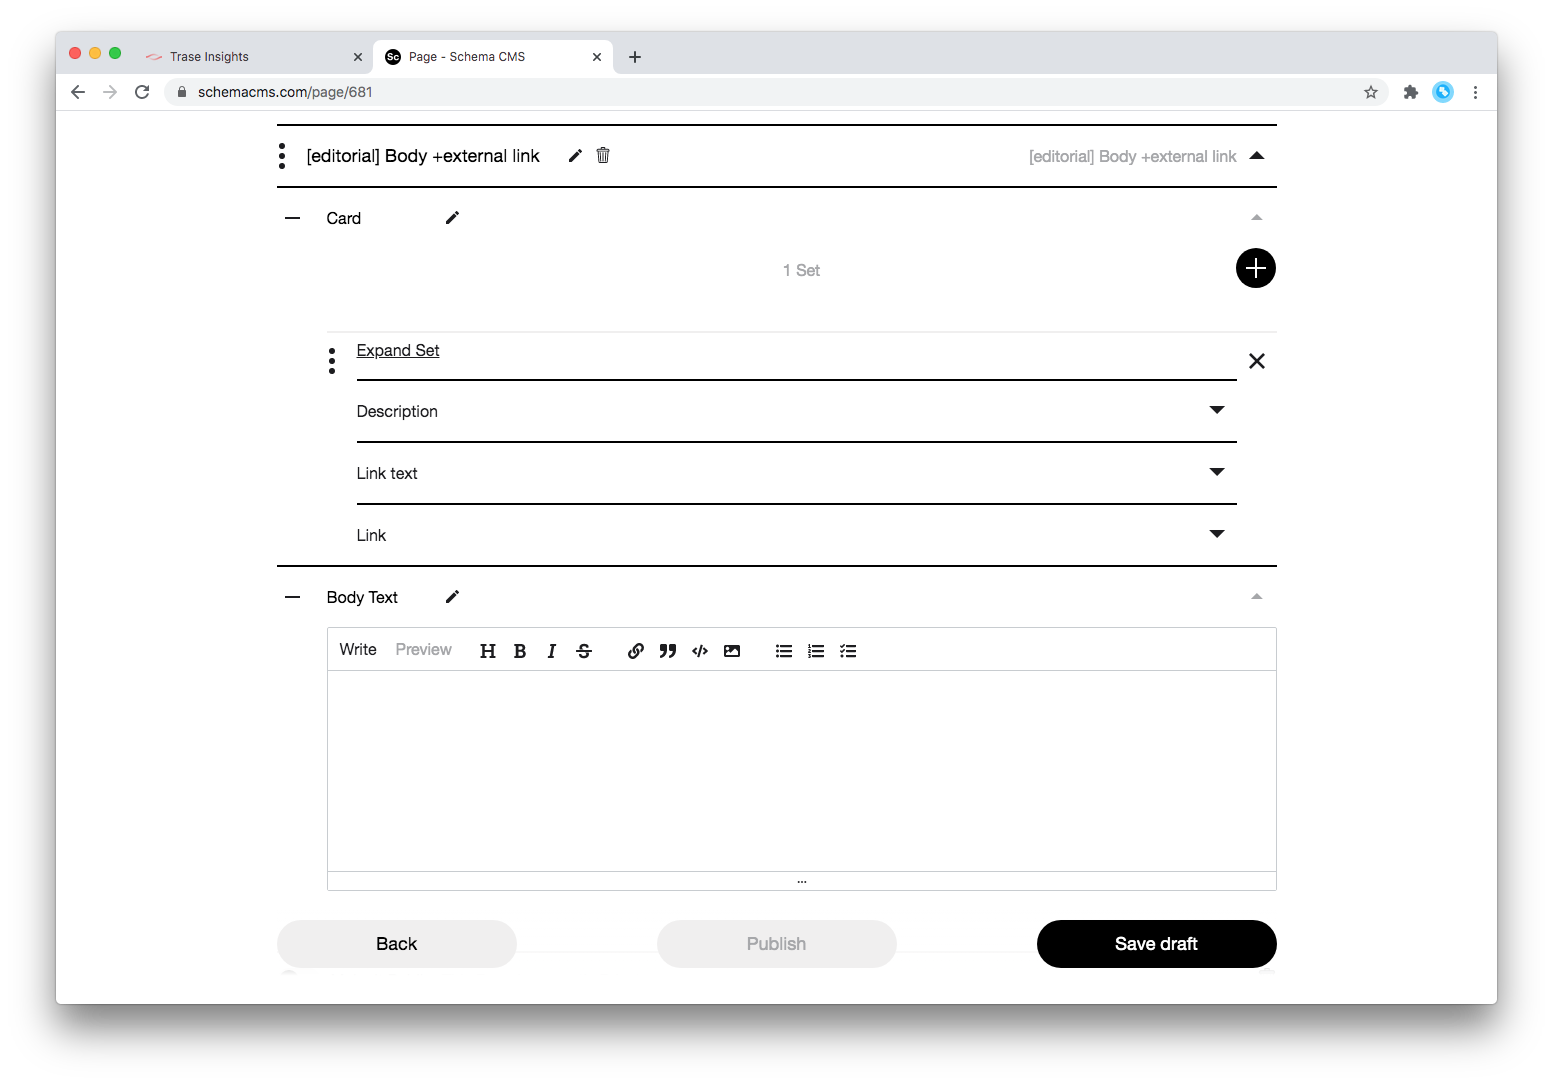 Trase Insights
Page - Schema CMS
schemacms.com/page/681
[editorial] Body +external link
[editorial] Body +external link
Card
1 Set
Expand Set
Description
Link text
Link
Body Text
Write Preview H B I S
Back
Publish
Save draft